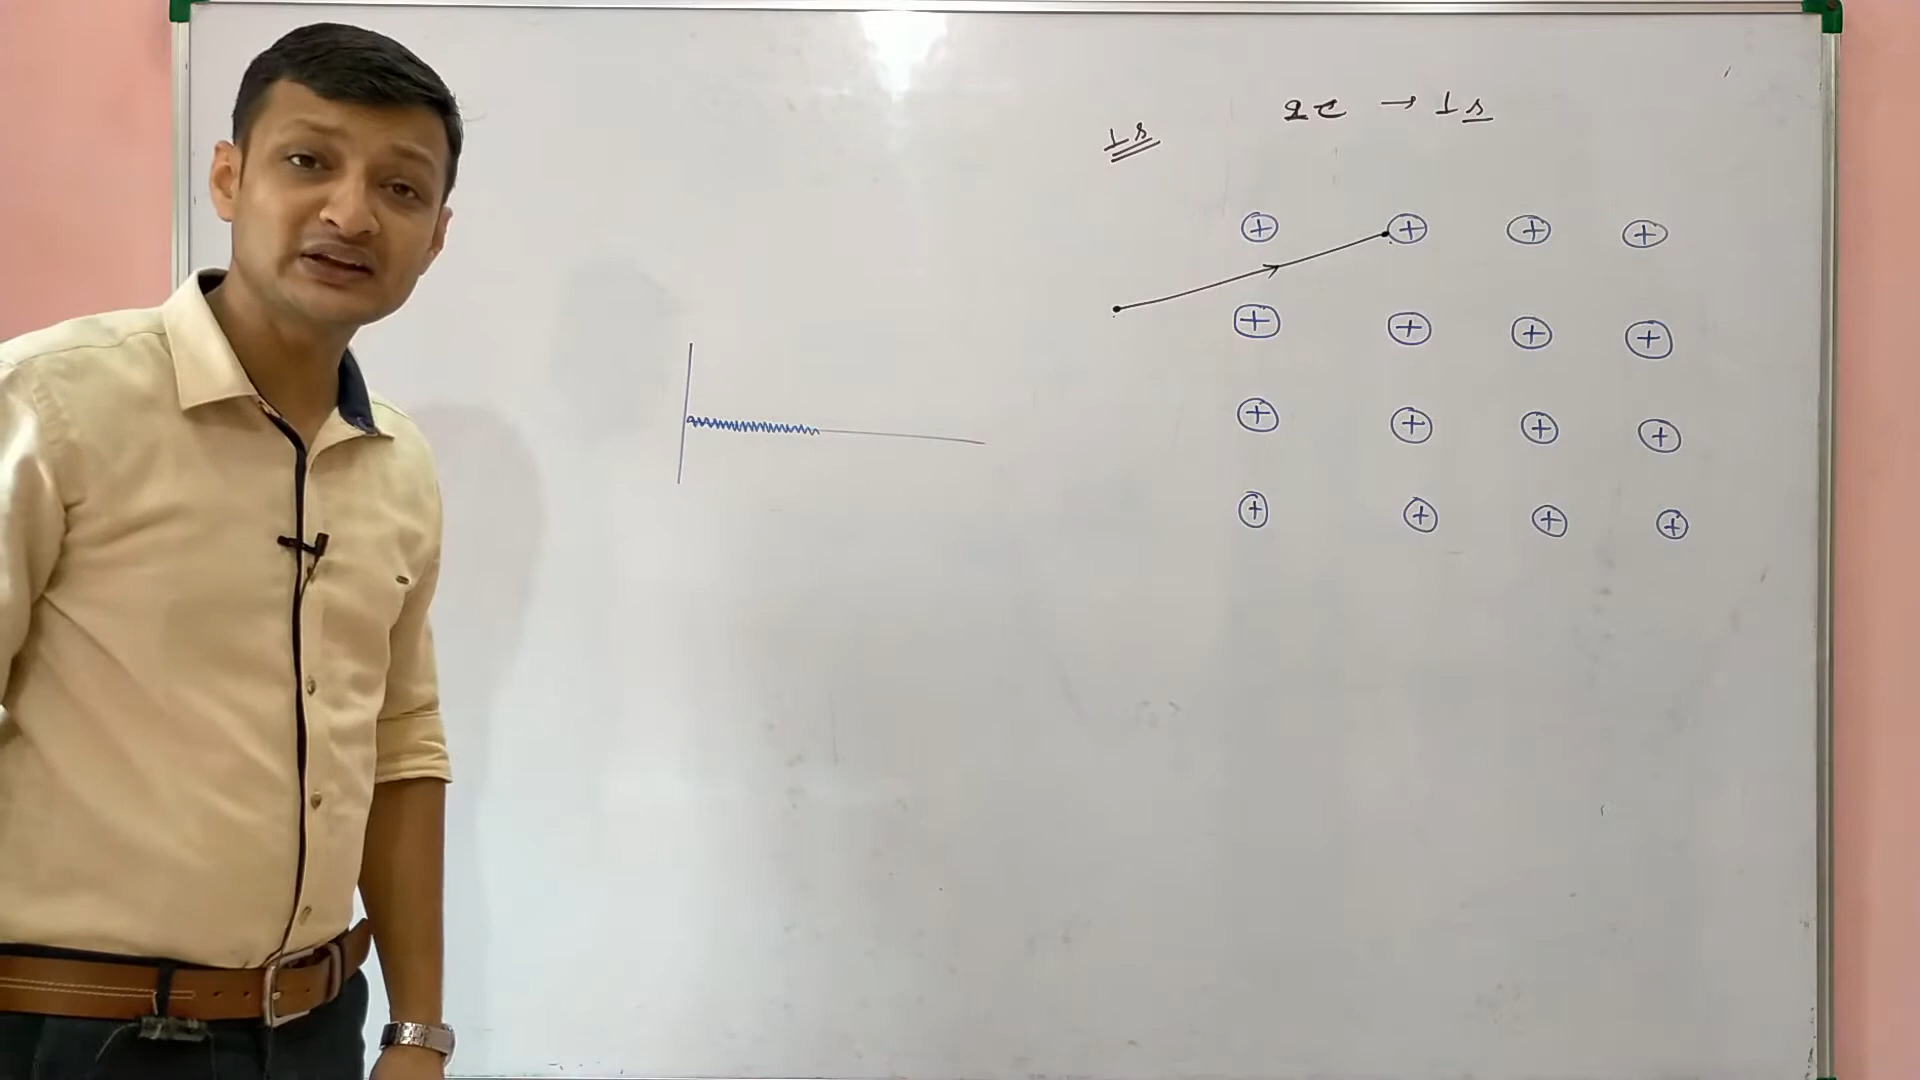 2e → 1s
1s
+ + + +
+ + + +
+ + + +
+ + + +